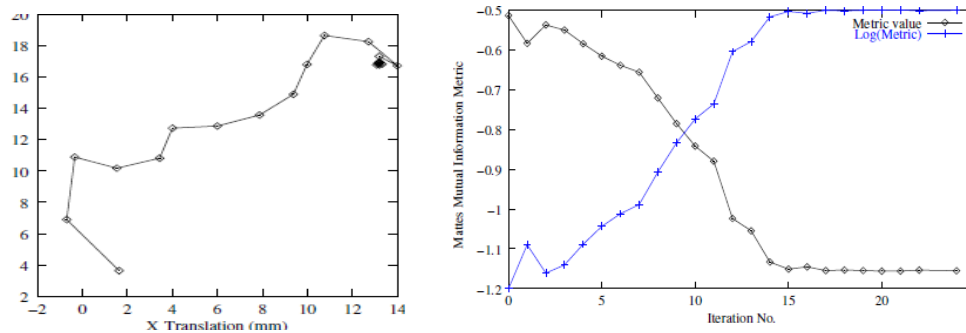 20
18
16
14
12
10
8
6
4
2
−2 0 2 4 6 8 10 12 14
X Translation (mm)
-0.5
-0.6
-0.7
-0.8
-0.9
-1
-1.1
-1.2
0 5 10 15 20
Iteration No.
Mattes Mutual Information Metric
Metric value
Log(Metric)